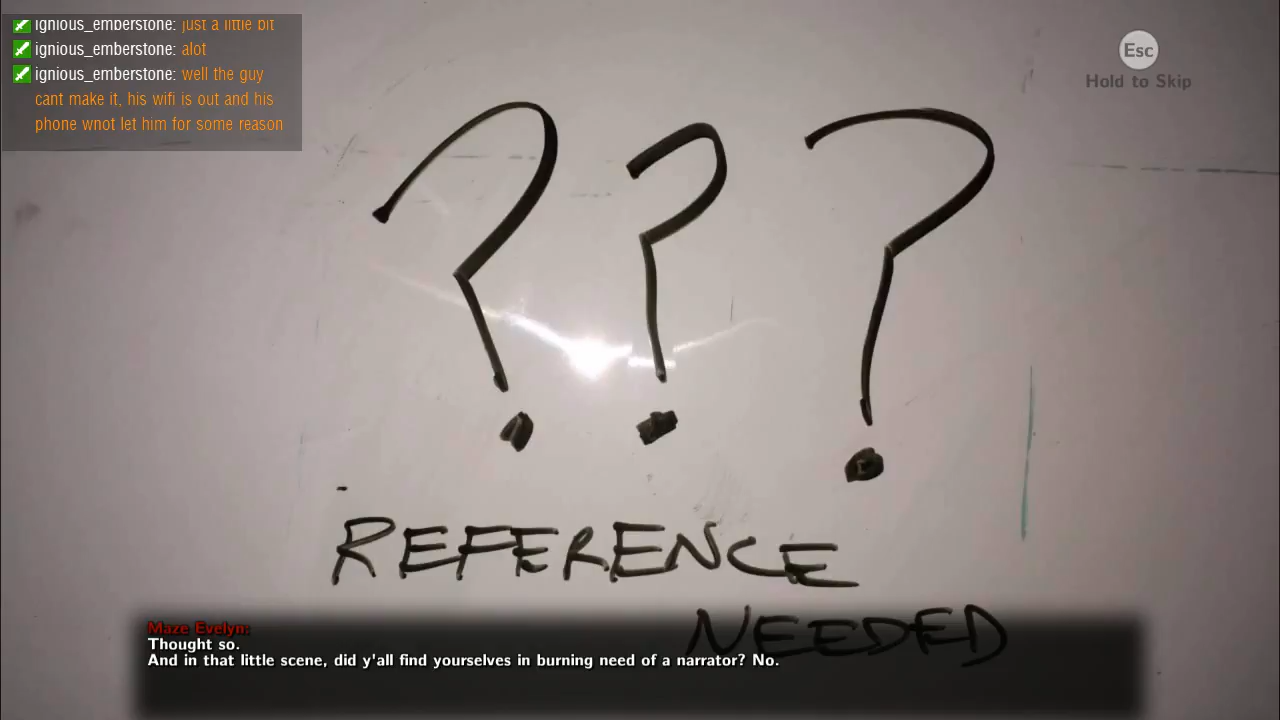 ignious_emberstone: just a little bit
ignious_emberstone: alot
ignious_emberstone: well the guy
cant make it, his wifi is out and his
phone wnot let him for some reason
Esc
Hold to Skip
???
REFERENCE
NEEDED
Maze Evelyn:
Thought so.
And in that little scene, did y'all find yourselves in burning need of a narrator? No.